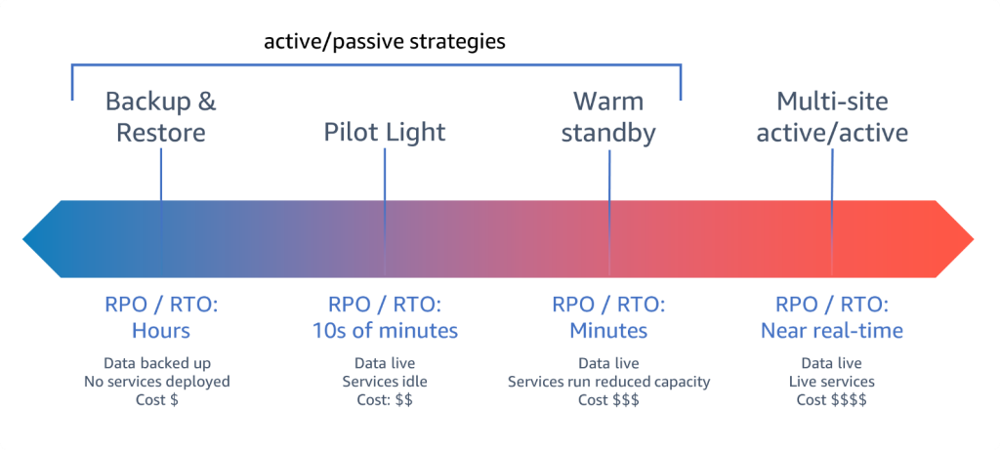 active/passive strategies
Backup &
Restore
Pilot Light
Warm
standby
Multi-site
active/active
RPO / RTO:
Hours
Data backed up
No services deployed
Cost $
RPO / RTO:
10s of minutes
Data live
Services idle
Cost: $$
RPO / RTO:
Minutes
Data live
Services run reduced capacity
Cost $$$
RPO / RTO:
Near real-time
Data live
Live services
Cost $$$$